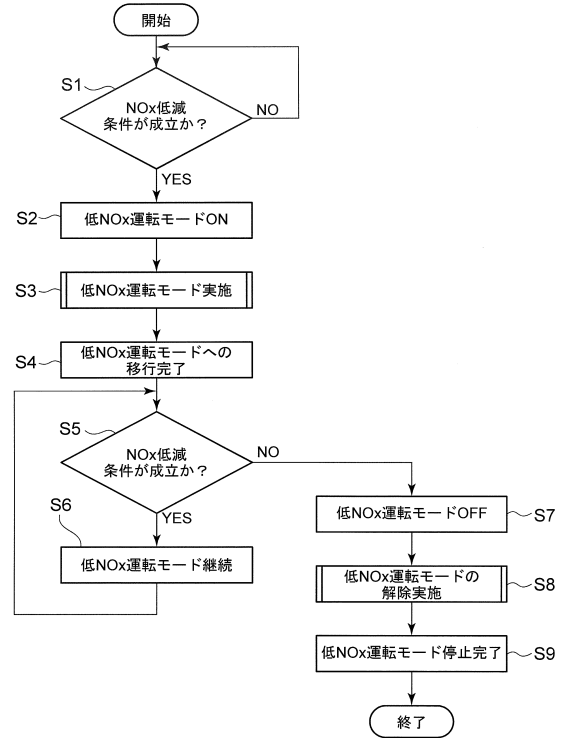 開始
S1
NOx低減
条件が成立か？
NO
YES
S2
低NOx運転モードON
S3
低NOx運転モード実施
S4
低NOx運転モードへの
移行完了
S5
NOx低減
条件が成立か？
NO
YES
S6
低NOx運転モード継続
低NOx運転モードOFF
S7
低NOx運転モードの
解除実施
S8
低NOx運転モード停止完了
S9
終了